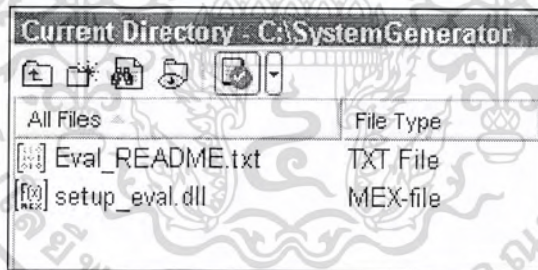 Current Directory - C:\SystemGenerator
All Files File Type
Eval_README.txt TXT File
setup_eval.dll MEX-file